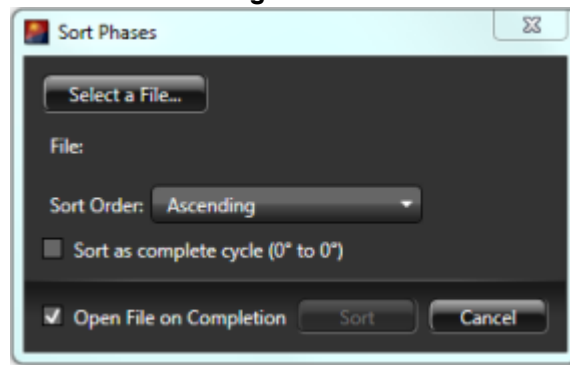 Sort Phases
Select a File...
File:
Sort Order: Ascending
Sort as complete cycle (0° to 0°)
Open File on Completion Sort Cancel